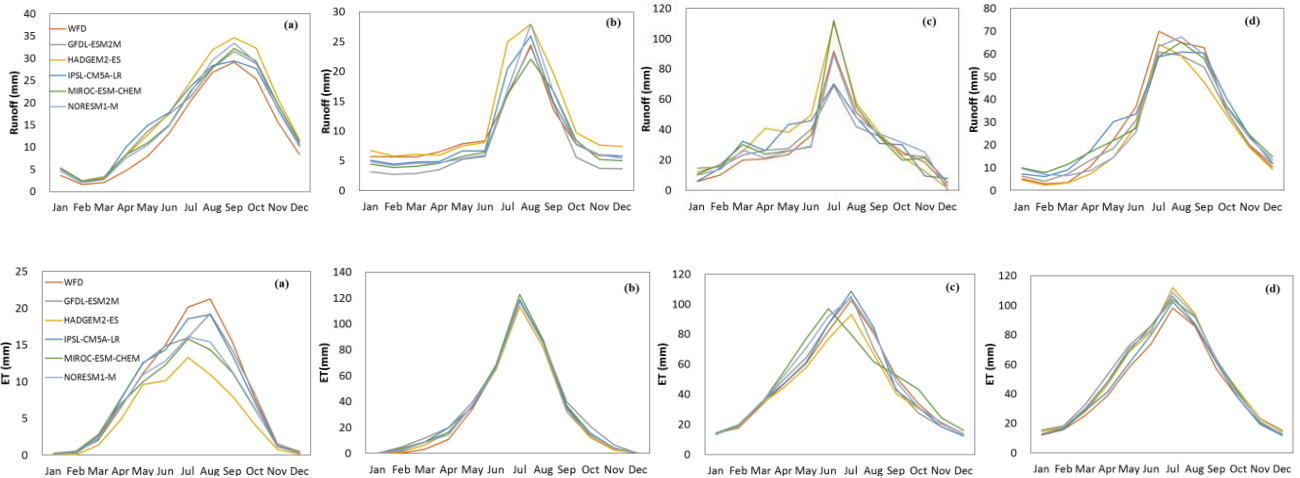 (a)
Runoff (mm)
40
35
30
25
20
15
10
5
0
WFD
GFDL-ESM2M
HADGEM2-ES
IPSL-CM5A-LR
MIROC-ESM-CHEM
NORESM1-M
Jan Feb Mar Apr May Jun Jul Aug Sep Oct Nov Dec
(b)
Runoff (mm)
30
25
20
15
10
5
0
Jan Feb Mar Apr May Jun Jul Aug Sep Oct Nov Dec
(c)
Runoff (mm)
120
100
80
60
40
20
0
Jan Feb Mar Apr May Jun Jul Aug Sep Oct Nov Dec
(d)
Runoff (mm)
80
70
60
50
40
30
20
10
0
Jan Feb Mar Apr May Jun Jul Aug Sep Oct Nov Dec
(a)
ET (mm)
25
20
15
10
5
0
WFD
GFDL-ESM2M
HADGEM2-ES
IPSL-CM5A-LR
MIROC-ESM-CHEM
NORESM1-M
Jan Feb Mar Apr May Jun Jul Aug Sep Oct Nov Dec
(b)
ET(mm)
140
120
100
80
60
40
20
0
Jan Feb Mar Apr May Jun Jul Aug Sep Oct Nov Dec
(c)
ET (mm)
120
100
80
60
40
20
0
Jan Feb Mar Apr May Jun Jul Aug Sep Oct Nov Dec
(d)
ET (mm)
120
100
80
60
40
20
0
Jan Feb Mar Apr May Jun Jul Aug Sep Oct Nov Dec